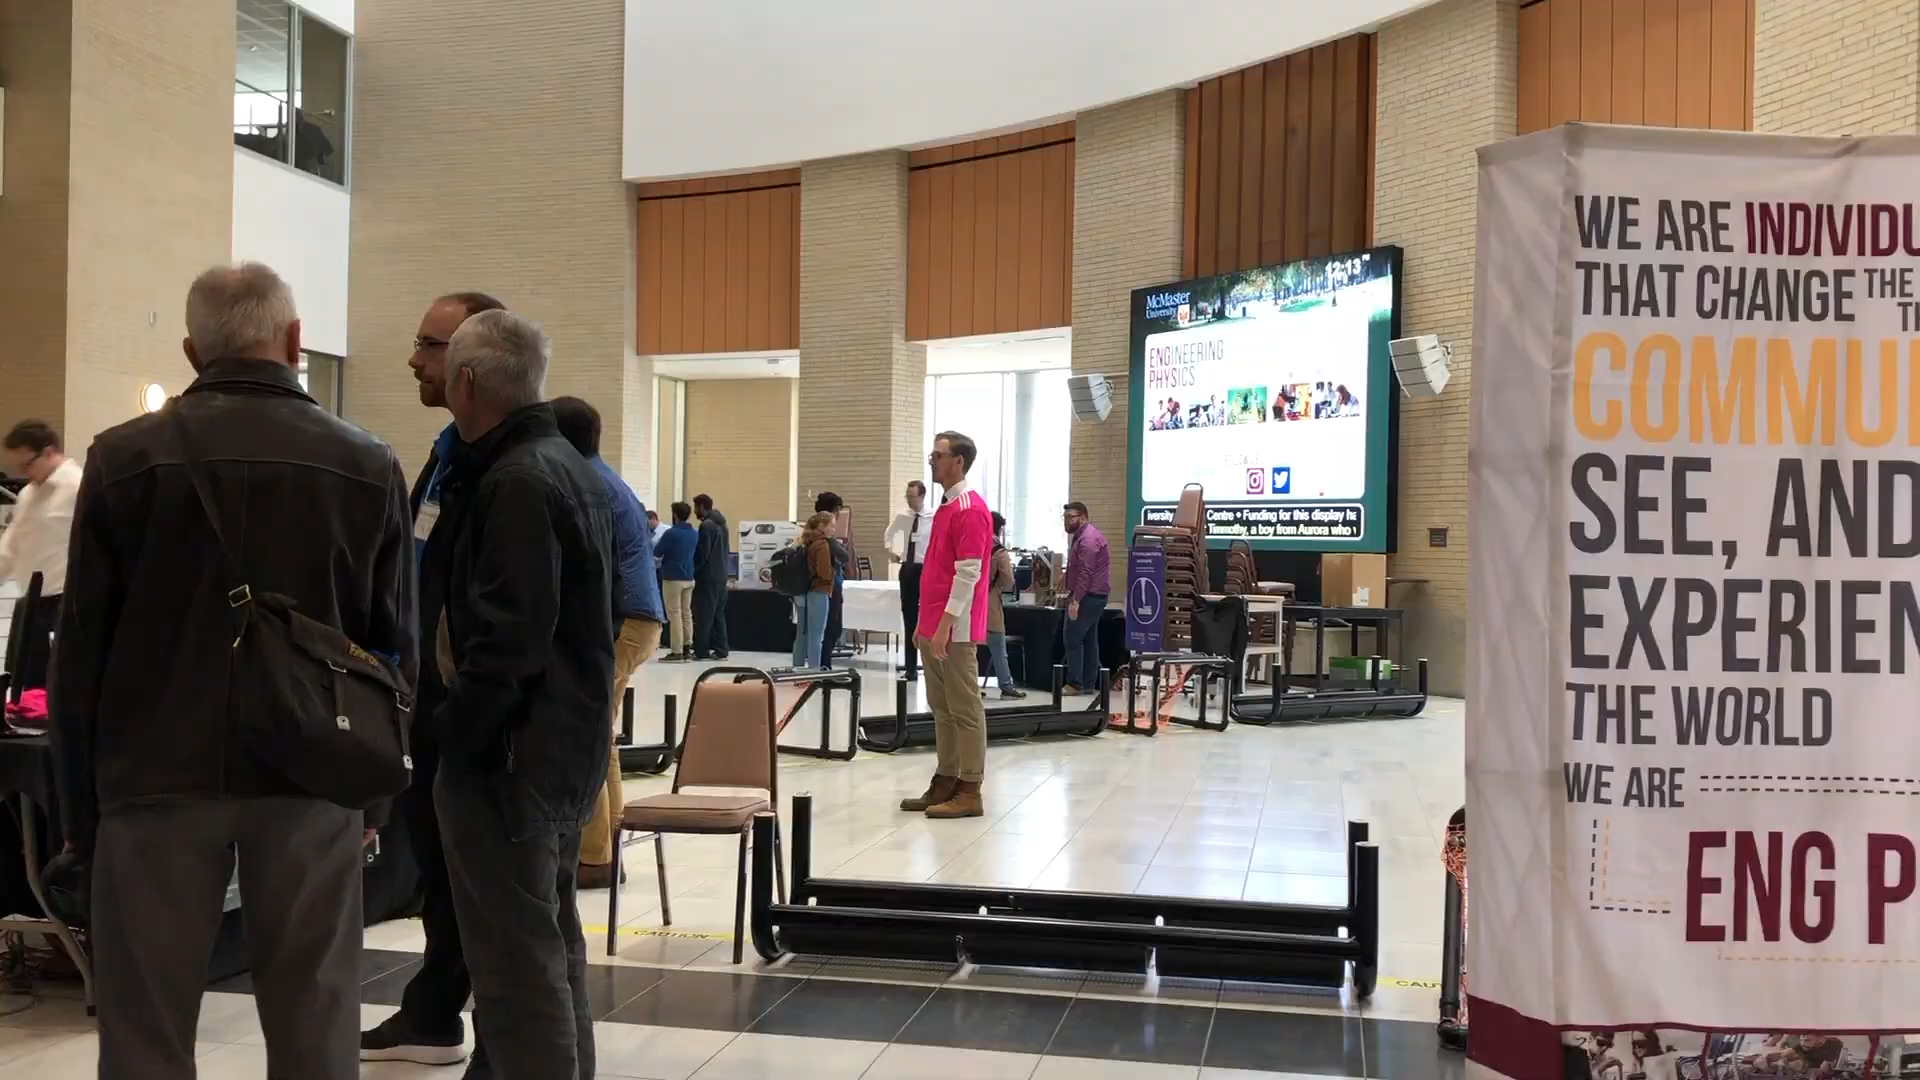 12:13
McMaster
University
ENGINEERING
PHYSICS
iversity Centre • Funding for this display ha
Timmothy, a boy from Aurora who
WE ARE INDIVIDU
THAT CHANGE THE
COMMU
SEE, AND
EXPERIEN
THE WORLD
WE ARE
ENG P
CAUTION
CAU